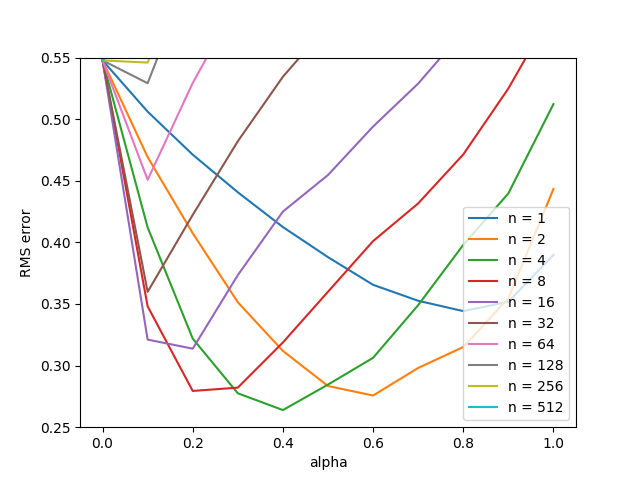 0.55
0.50
0.45
0.40
0.35
0.30
0.25
RMS error
0.0 0.2 0.4 0.6 0.8 1.0
alpha
n = 1
n = 2
n = 4
n = 8
n = 16
n = 32
n = 64
n = 128
n = 256
n = 512